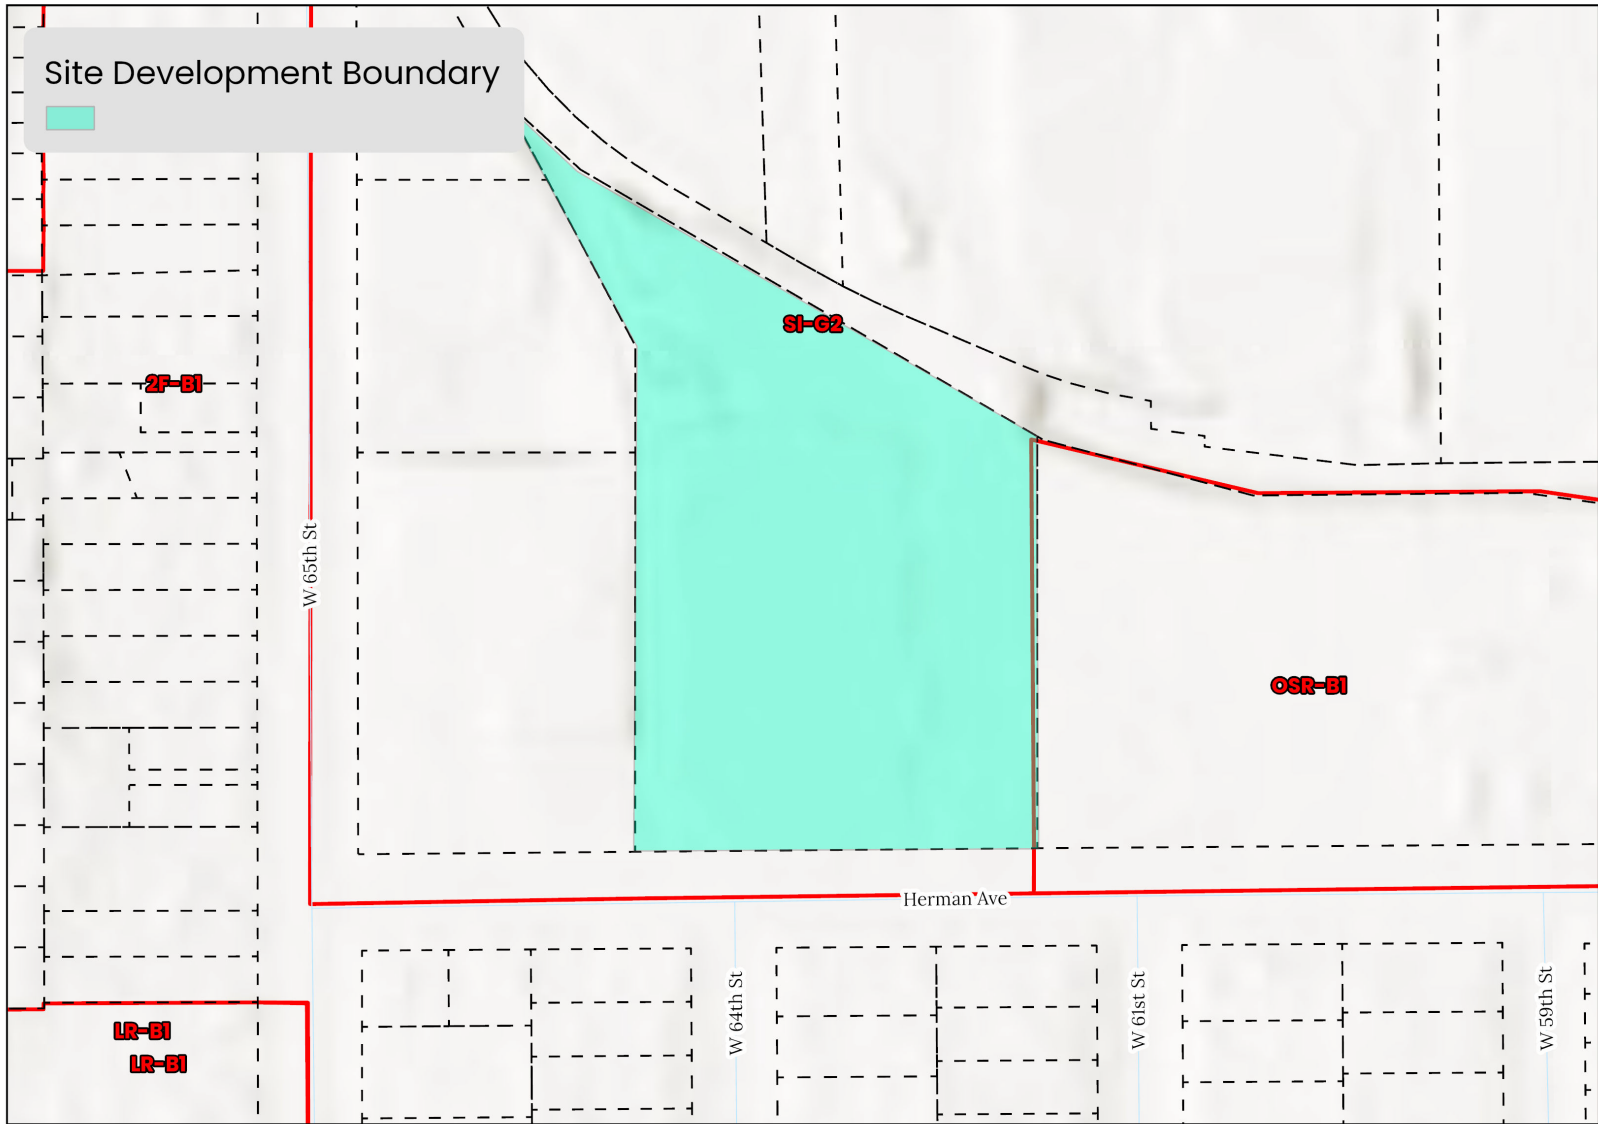 Site Development Boundary
SI-G2
2F-B1
W 65th St
OSR-B1
Herman Ave
W 64th St
W 61st St
W 59th St
LR-B1
LR-B1